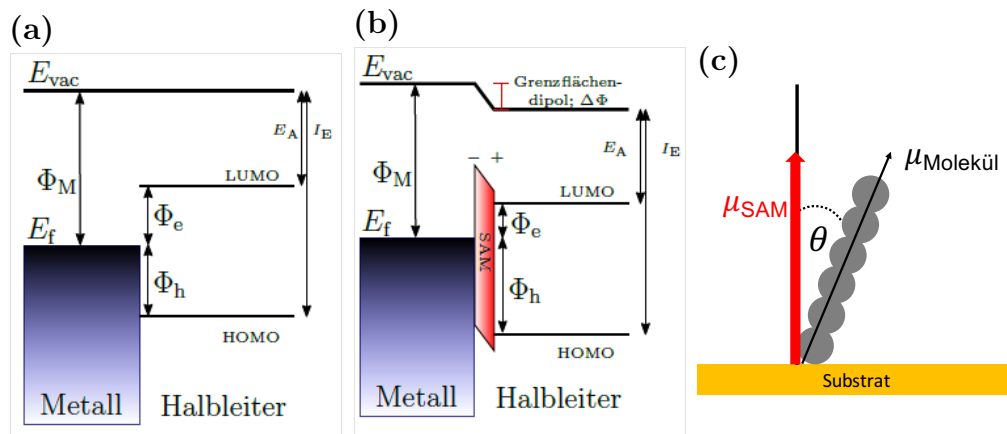 (a)
E_vac
E_A
I_E
Φ_M
LUMO
Φ_e
E_f
Φ_h
HOMO
Metall Halbleiter
(b)
E_vac
Grenzflächen-
dipol; ΔΦ
E_A
I_E
− +
Φ_M
LUMO
E_f
Φ_e
SAM
Φ_h
HOMO
Metall Halbleiter
(c)
μ_Molekül
μ_SAM
θ
Substrat